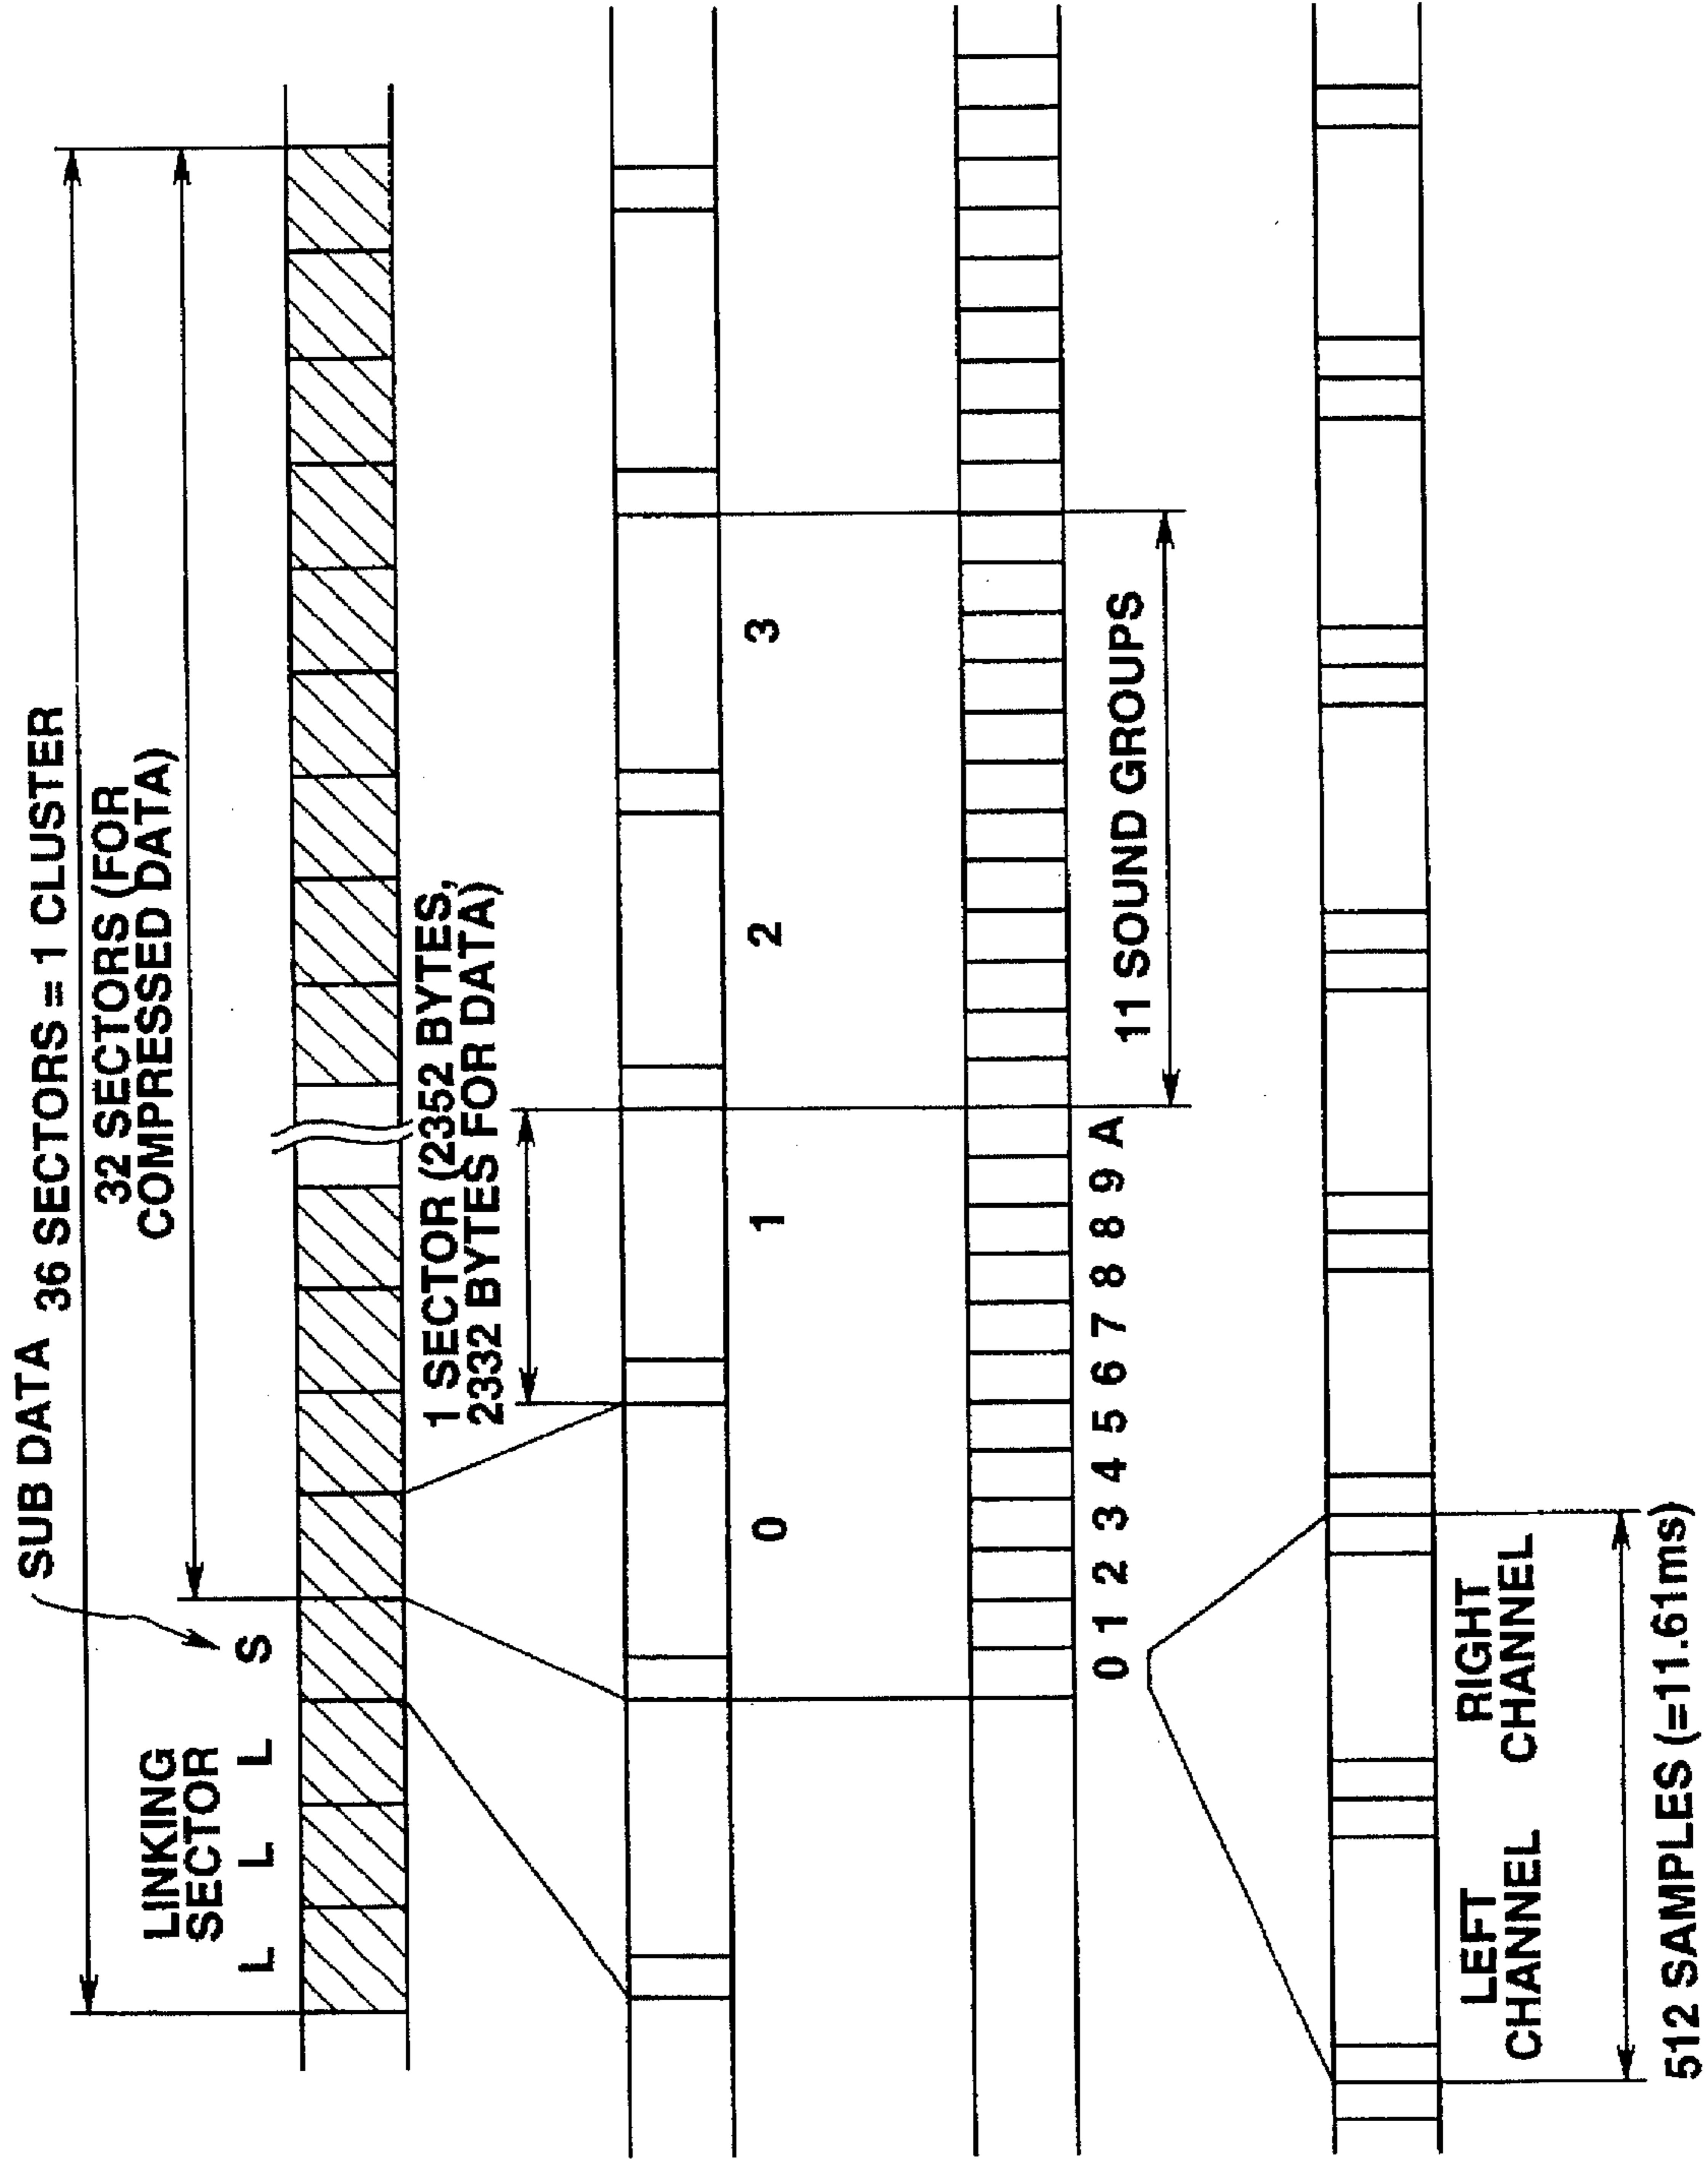 SUB DATA
36 SECTORS = 1 CLUSTER
32 SECTORS (FOR
COMPRESSED DATA)
LINKING
SECTOR
L L L S
1 SECTOR (2352 BYTES,
2332 BYTES FOR DATA)
0 1 2 3
0 1 2 3 4 5 6 7 8 8 9 A
11 SOUND GROUPS
LEFT
CHANNEL
RIGHT
CHANNEL
512 SAMPLES (=11.61ms)